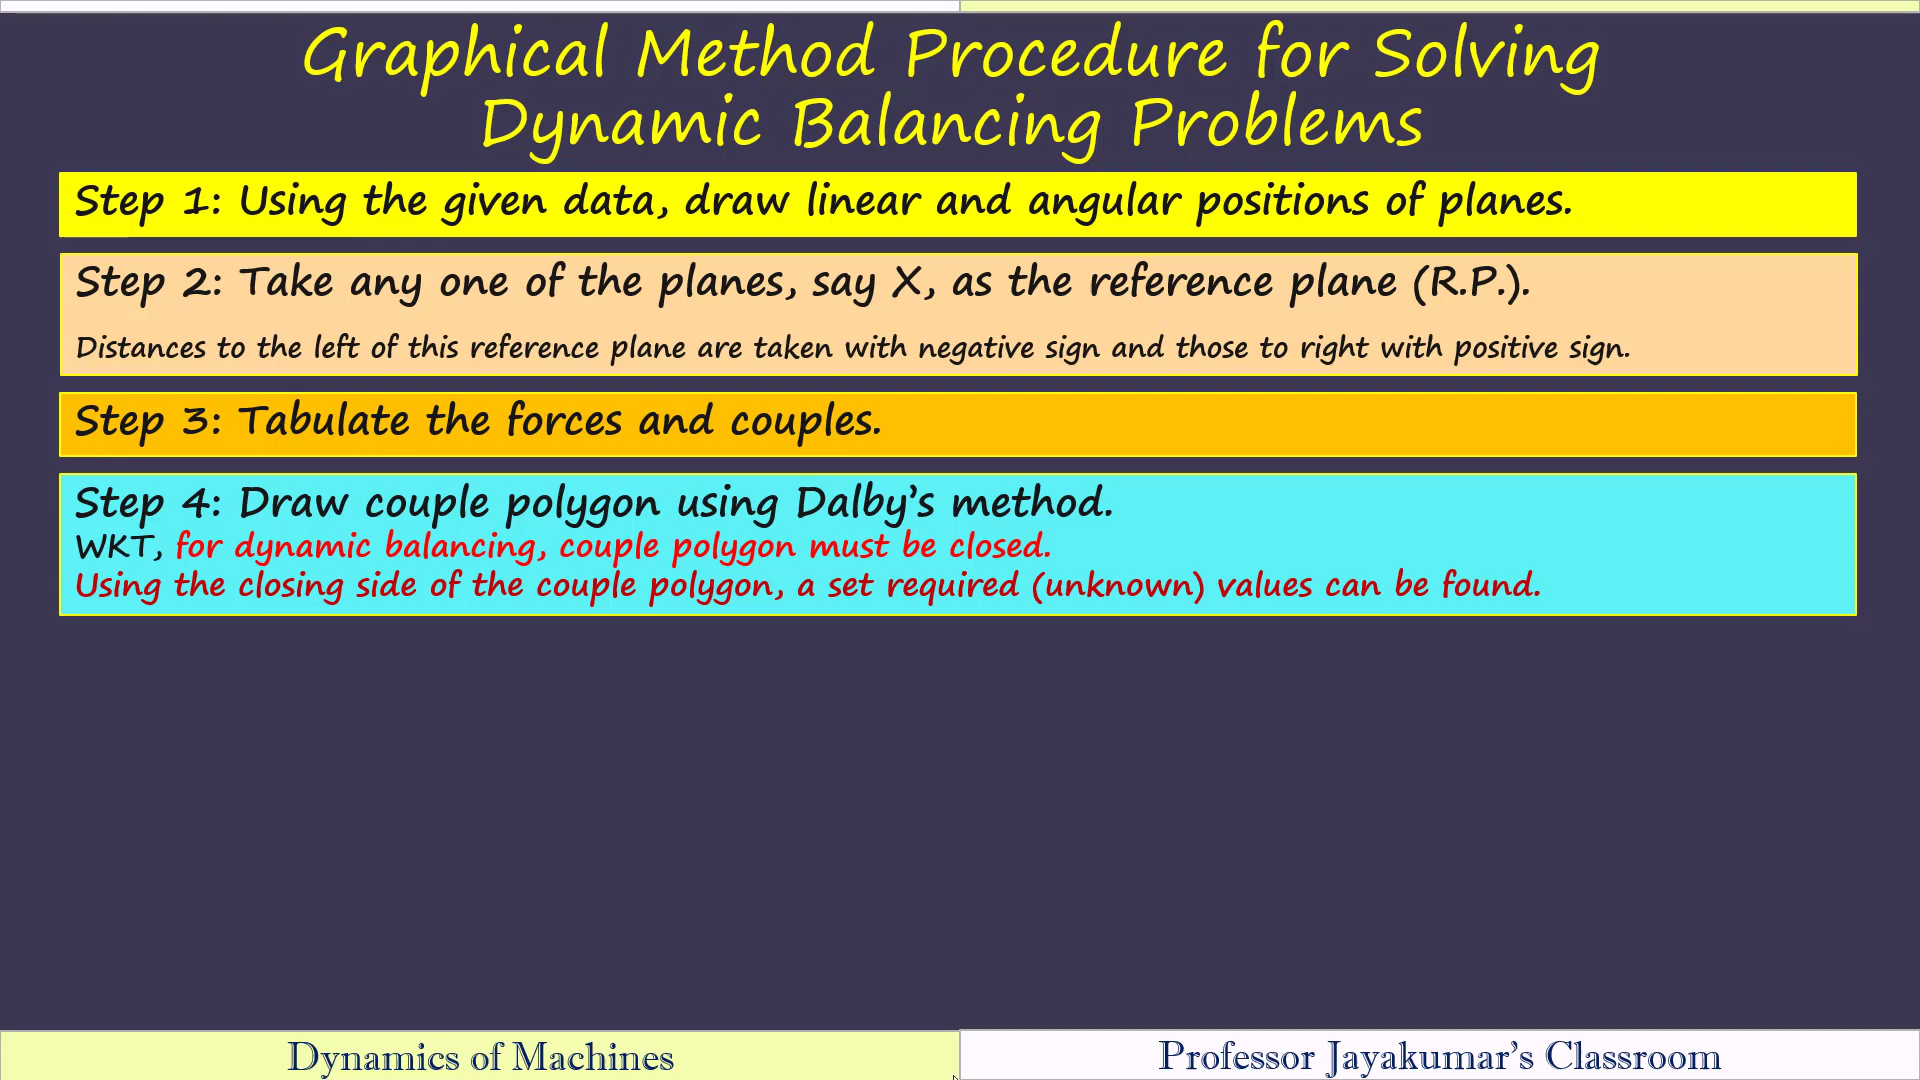 Graphical Method Procedure for Solving
Dynamic Balancing Problems
Step 1: Using the given data, draw linear and angular positions of planes.
Step 2: Take any one of the planes, say X, as the reference plane (R.P.).
Distances to the left of this reference plane are taken with negative sign and those to right with positive sign.
Step 3: Tabulate the forces and couples.
Step 4: Draw couple polygon using Dalby’s method.
WKT, for dynamic balancing, couple polygon must be closed.
Using the closing side of the couple polygon, a set required (unknown) values can be found.
Dynamics of Machines
Professor Jayakumar’s Classroom